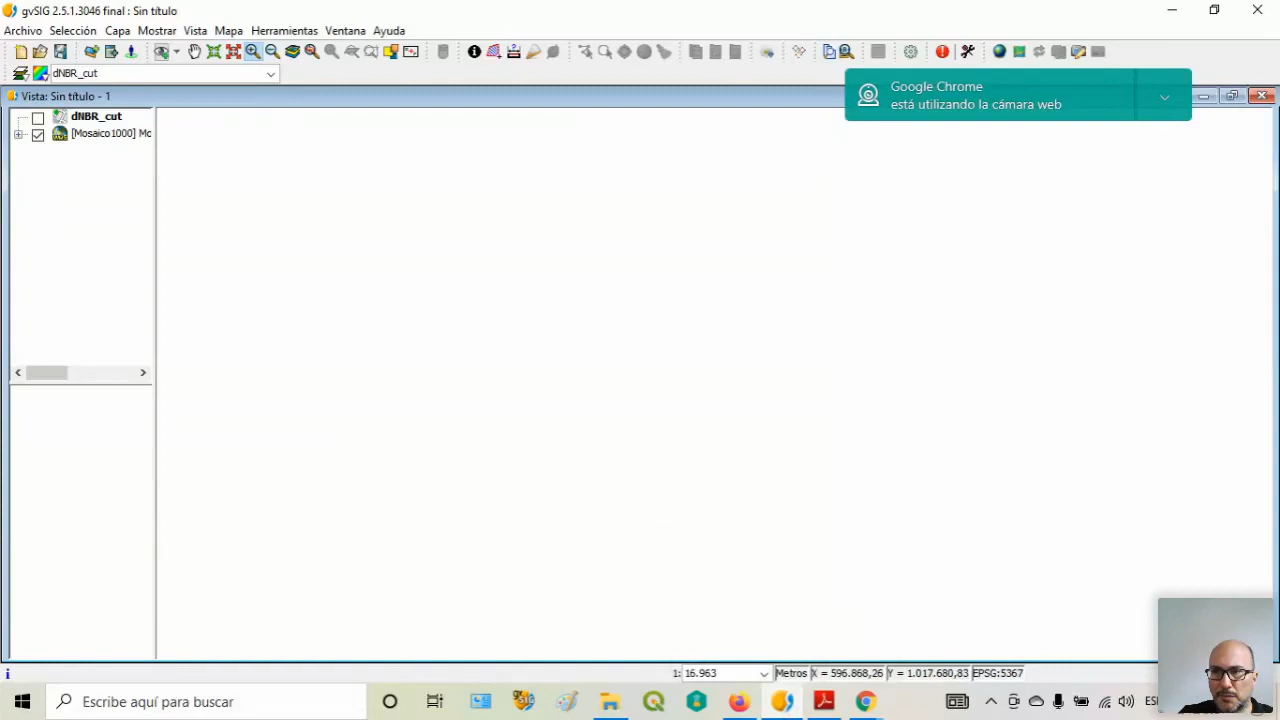 gvSIG 2.5.1.3046 final : Sin título
Archivo Selección Capa Mostrar Vista Mapa Herramientas Ventana Ayuda
dNBR_cut
Google Chrome
está utilizando la cámara web
Vista: Sin título - 1
dNBR_cut
[Mosaico1000] Mc
1: 16.963 Metros X = 596.868,26 Y = 1.017.680,83 EPSG:5367
Escribe aquí para buscar